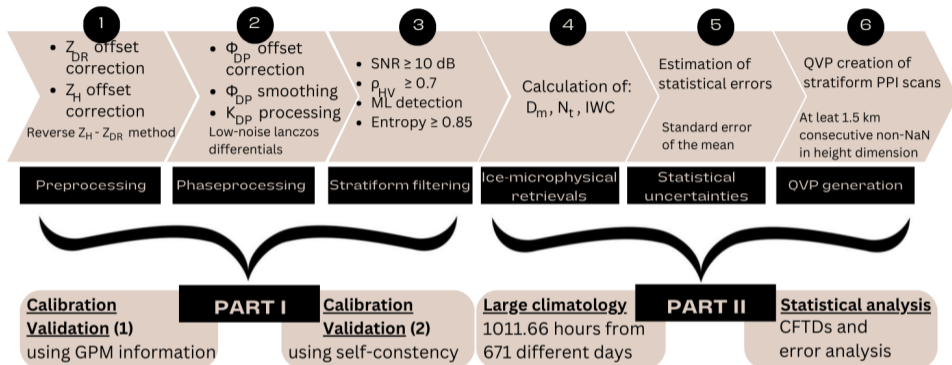 1
• Z_DR offset
correction
• Z_H offset
correction
Reverse Z_H - Z_DR method
Preprocessing
2
• Φ_DP offset
correction
• Φ_DP smoothing
• K_DP processing
Low-noise lanczos
differentials
Phaseprocessing
3
• SNR ≥ 10 dB
• ρ_HV ≥ 0.7
• ML detection
• Entropy ≥ 0.85
Stratiform filtering
4
Calculation of:
D_m, N_t, IWC
Ice-microphysical
retrievals
5
Estimation of
statistical errors
Standard error
of the mean
Statistical
uncertainties
6
QVP creation of
stratiform PPI scans
At leat 1.5 km
consecutive non-NaN
in height dimension
QVP generation
PART I
Calibration
Validation (1)
using GPM information
Calibration
Validation (2)
using self-constency
PART II
Large climatology
1011.66 hours from
671 different days
Statistical analysis
CFTDs and
error analysis